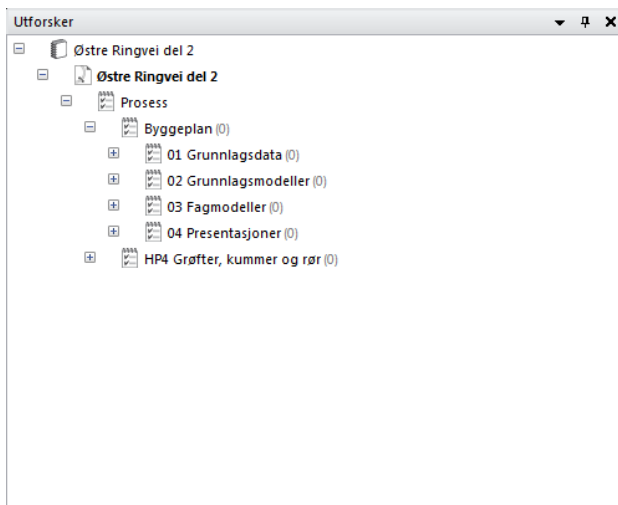 Utforsker
Østre Ringvei del 2
Østre Ringvei del 2
Prosess
Byggeplan (0)
01 Grunnlagsdata (0)
02 Grunnlagsmodeller (0)
03 Fagmodeller (0)
04 Presentasjoner (0)
HP4 Grøfter, kummer og rør (0)